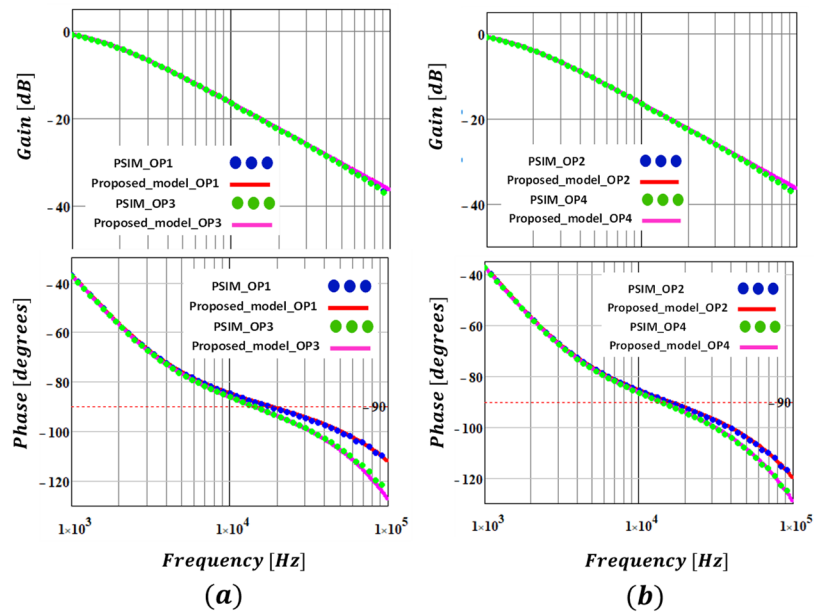 0
−20
−40
Gain [dB]
PSIM_OP1
Proposed_model_OP1
PSIM_OP3
Proposed_model_OP3
−40
−60
−80
−100
−120
Phase [degrees]
PSIM_OP1
Proposed_model_OP1
PSIM_OP3
Proposed_model_OP3
−90
1×10³
1×10⁴
1×10⁵
Frequency [Hz]
(a)
0
−20
−40
Gain [dB]
PSIM_OP2
Proposed_model_OP2
PSIM_OP4
Proposed_model_OP4
−40
−60
−80
−100
−120
Phase [degrees]
PSIM_OP2
Proposed_model_OP2
PSIM_OP4
Proposed_model_OP4
−90
1×10³
1×10⁴
1×10⁵
Frequency [Hz]
(b)